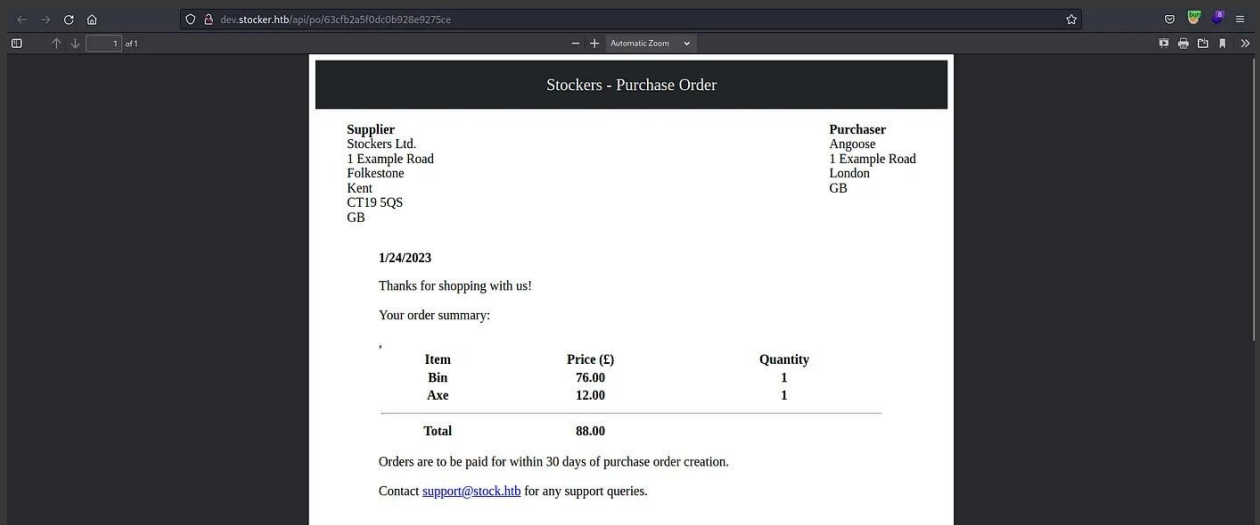 dev.stocker.htb/api/po/63cfb2a5f0dc0b928e9275ce
1 of 1
Automatic Zoom
Stockers - Purchase Order
Supplier
Stockers Ltd.
1 Example Road
Folkestone
Kent
CT19 5QS
GB
Purchaser
Angoose
1 Example Road
London
GB
1/24/2023
Thanks for shopping with us!
Your order summary:
,
Item Price (£) Quantity
Bin 76.00 1
Axe 12.00 1
Total 88.00
Orders are to be paid for within 30 days of purchase order creation.
Contact support@stock.htb for any support queries.